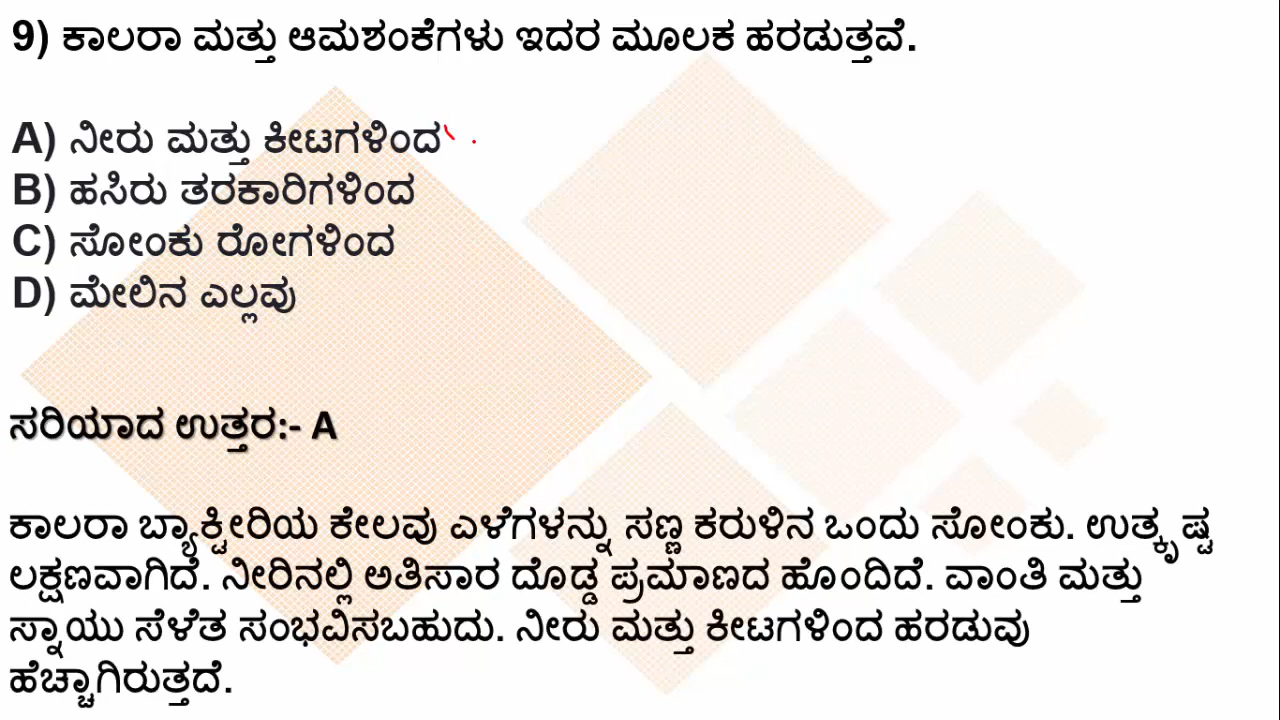 9) ಕಾಲರಾ ಮತ್ತು ಆಮಶಂಕೆಗಳು ಇದರ ಮೂಲಕ ಹರಡುತ್ತವೆ.
A) ನೀರು ಮತ್ತು ಕೀಟಗಳಿಂದ
B) ಹಸಿರು ತರಕಾರಿಗಳಿಂದ
C) ಸೋಂಕು ರೋಗಳಿಂದ
D) ಮೇಲಿನ ಎಲ್ಲವು
ಸರಿಯಾದ ಉತ್ತರ:- A
ಕಾಲರಾ ಬ್ಯಾಕ್ಟೀರಿಯ ಕೇಲವು ಎಳೆಗಳನ್ನು ಸಣ್ಣ ಕರುಳಿನ ಒಂದು ಸೋಂಕು. ಉತ್ಕೃಷ್ಟ
ಲಕ್ಷಣವಾಗಿದೆ. ನೀರಿನಲ್ಲಿ ಅತಿಸಾರ ದೊಡ್ಡ ಪ್ರಮಾಣದ ಹೊಂದಿದೆ. ವಾಂತಿ ಮತ್ತು
ಸ್ನಾಯು ಸೆಳೆತ ಸಂಭವಿಸಬಹುದು. ನೀರು ಮತ್ತು ಕೀಟಗಳಿಂದ ಹರಡುವು
ಹೆಚ್ಚಾಗಿರುತ್ತದೆ.